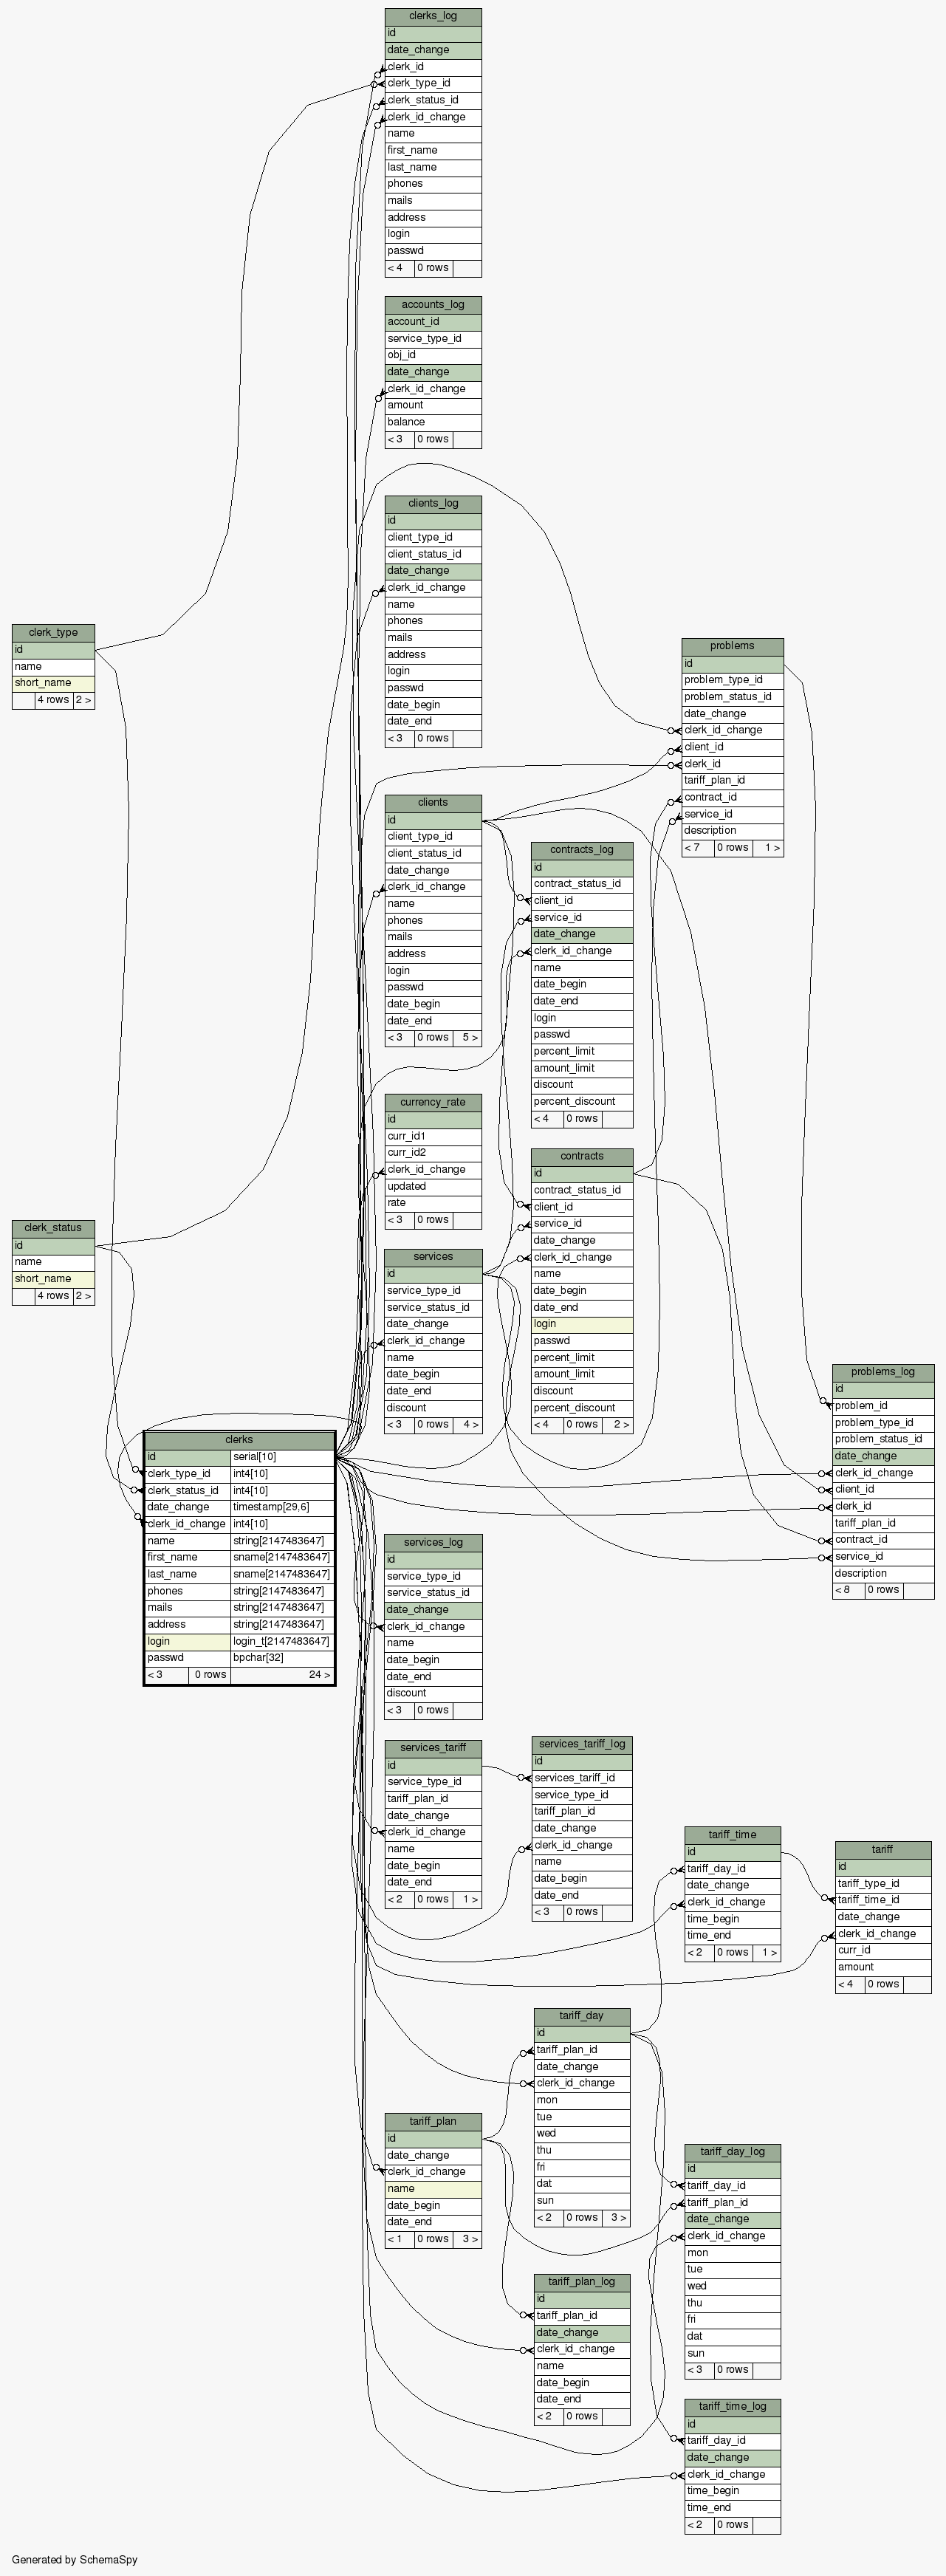 clerks_log
id
date_change
clerk_id
clerk_type_id
clerk_status_id
clerk_id_change
name
first_name
last_name
phones
mails
address
login
passwd
< 4 0 rows
accounts_log
account_id
service_type_id
obj_id
date_change
clerk_id_change
amount
balance
< 3 0 rows
clients_log
id
client_type_id
client_status_id
date_change
clerk_id_change
name
phones
mails
address
login
passwd
date_begin
date_end
< 3 0 rows
clerk_type
id
name
short_name
4 rows 2 >
problems
id
problem_type_id
problem_status_id
date_change
clerk_id_change
client_id
clerk_id
tariff_plan_id
contract_id
service_id
description
< 7 0 rows 1 >
clients
id
client_type_id
client_status_id
date_change
clerk_id_change
name
phones
mails
address
login
passwd
date_begin
date_end
< 3 0 rows 5 >
contracts_log
id
contract_status_id
client_id
service_id
date_change
clerk_id_change
name
date_begin
date_end
login
passwd
percent_limit
amount_limit
discount
percent_discount
< 4 0 rows
currency_rate
id
curr_id1
curr_id2
clerk_id_change
updated
rate
< 3 0 rows
contracts
id
contract_status_id
client_id
service_id
date_change
clerk_id_change
name
date_begin
date_end
login
passwd
percent_limit
amount_limit
discount
percent_discount
< 4 0 rows 2 >
clerk_status
id
name
short_name
4 rows 2 >
services
id
service_type_id
service_status_id
date_change
clerk_id_change
name
date_begin
date_end
discount
< 3 0 rows 4 >
problems_log
id
problem_id
problem_type_id
problem_status_id
date_change
clerk_id_change
client_id
clerk_id
tariff_plan_id
contract_id
service_id
description
< 8 0 rows
clerks
id serial[10]
clerk_type_id int4[10]
clerk_status_id int4[10]
date_change timestamp[29,6]
clerk_id_change int4[10]
name string[2147483647]
first_name sname[2147483647]
last_name sname[2147483647]
phones string[2147483647]
mails string[2147483647]
address string[2147483647]
login login_t[2147483647]
passwd bpchar[32]
< 3 0 rows 24 >
services_log
id
service_type_id
service_status_id
date_change
clerk_id_change
name
date_begin
date_end
discount
< 3 0 rows
services_tariff
id
service_type_id
tariff_plan_id
date_change
clerk_id_change
name
date_begin
date_end
< 2 0 rows 1 >
services_tariff_log
id
services_tariff_id
service_type_id
tariff_plan_id
date_change
clerk_id_change
name
date_begin
date_end
< 3 0 rows
tariff_time
id
tariff_day_id
date_change
clerk_id_change
time_begin
time_end
< 2 0 rows 1 >
tariff
id
tariff_type_id
tariff_time_id
date_change
clerk_id_change
curr_id
amount
< 4 0 rows
tariff_day
id
tariff_plan_id
date_change
clerk_id_change
mon
tue
wed
thu
fri
dat
sun
< 2 0 rows 3 >
tariff_plan
id
date_change
clerk_id_change
name
date_begin
date_end
< 1 0 rows 3 >
tariff_day_log
id
tariff_day_id
tariff_plan_id
date_change
clerk_id_change
mon
tue
wed
thu
fri
dat
sun
< 3 0 rows
tariff_plan_log
id
tariff_plan_id
date_change
clerk_id_change
name
date_begin
date_end
< 2 0 rows
tariff_time_log
id
tariff_day_id
date_change
clerk_id_change
time_begin
time_end
< 2 0 rows
Generated by SchemaSpy